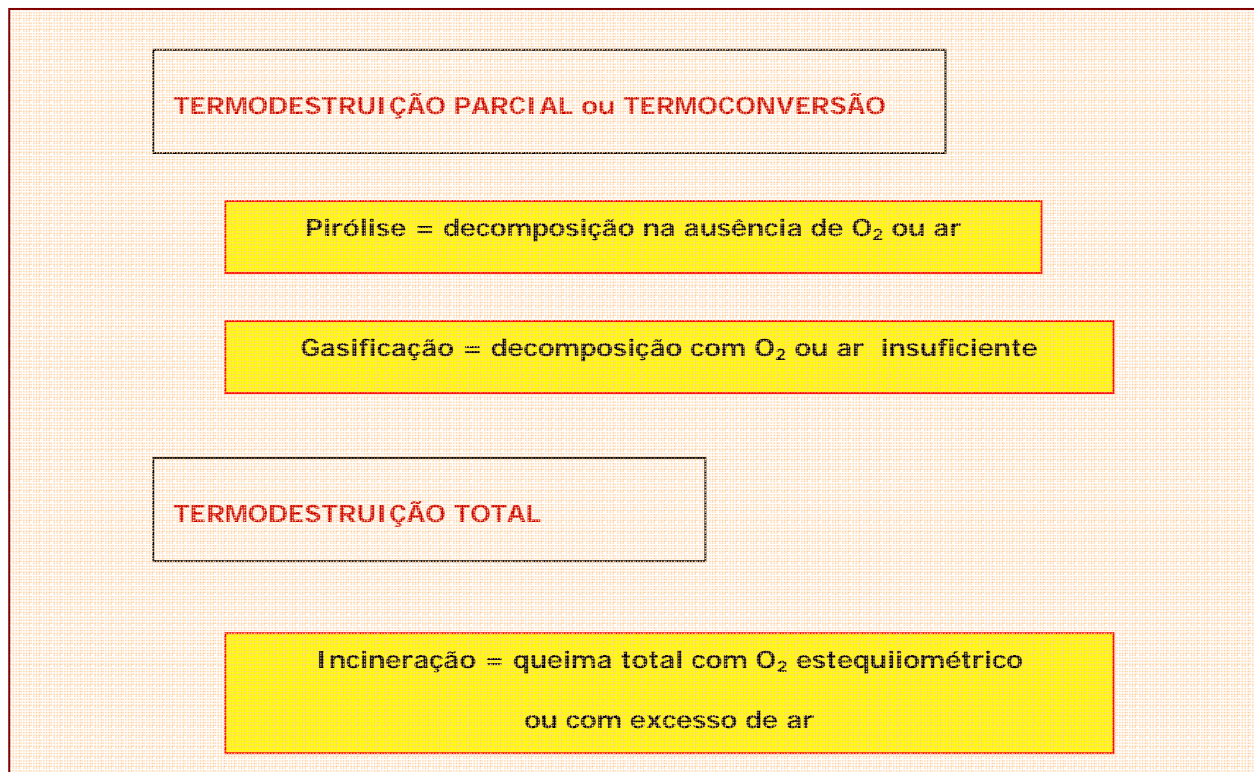 TERMODESTRUIÇÃO PARCIAL ou TERMOCONVERSÃO
Pirólise = decomposição na ausência de O₂ ou ar
Gasificação = decomposição com O₂ ou ar insuficiente
TERMODESTRUIÇÃO TOTAL
Incineração = queima total com O₂ estequiiométrico
ou com excesso de ar